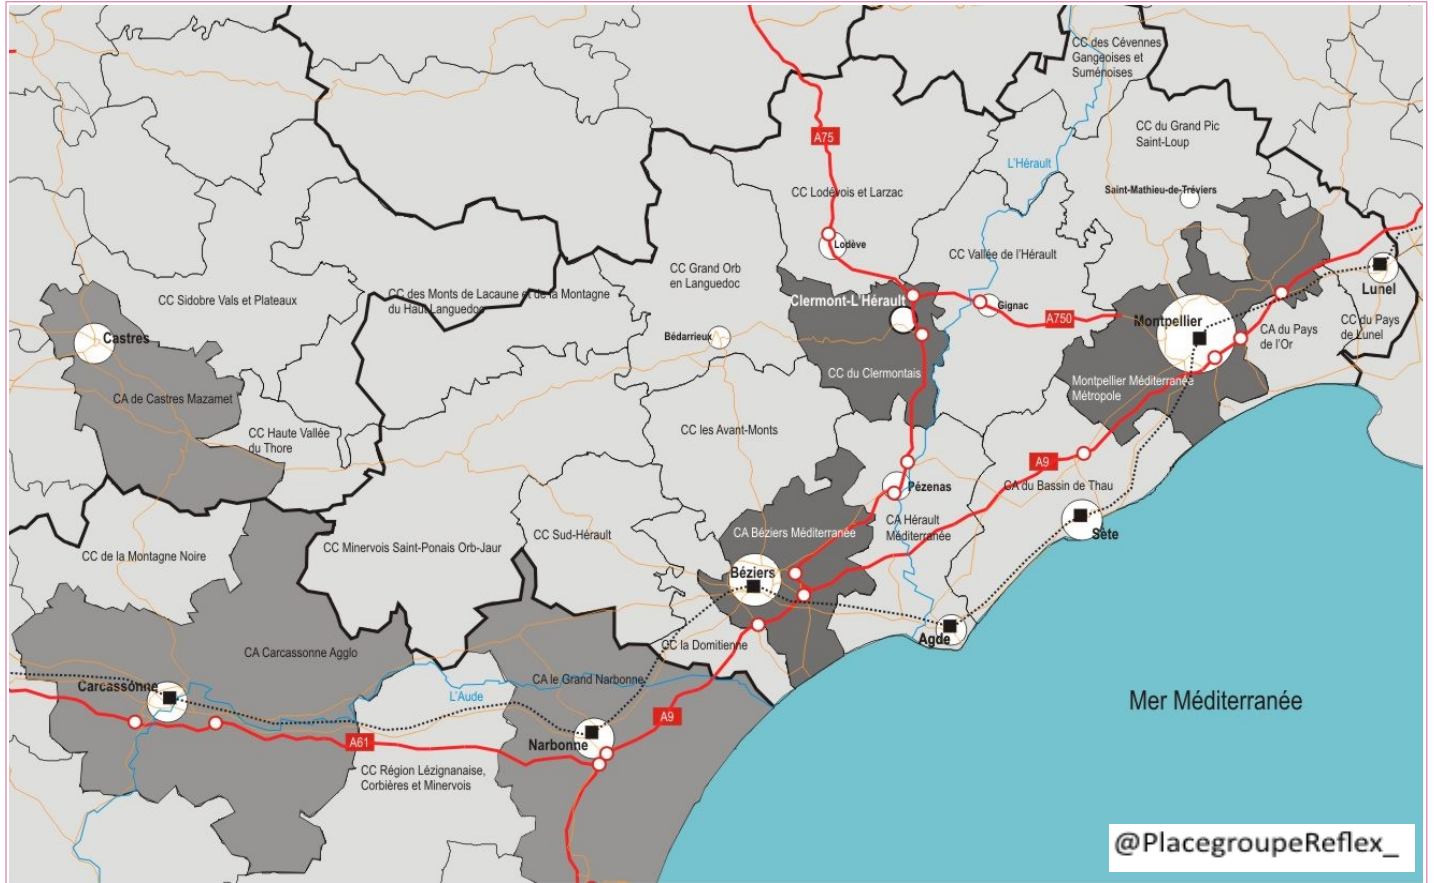 CC des Cévennes
Gangeoises et
Suménoises
A75
CC du Grand Pic
Saint-Loup
L'Hérault
CC Lodévois et Larzac
Saint-Mathieu-de-Tréviers
Lodève
CC Vallée de l'Hérault
CC Grand Orb
en Languedoc
CC des Monts de Lacaune et de la Montagne
du Haut Languedoc
CC Sidobre Vals et Plateaux
Clermont-L'Hérault
Gignac
A750
Lunel
Montpellier
CA du Pays
de l'Or
CC du Pays
de Lunel
Castres
Bédarrieux
CC du Clermontais
Montpellier Méditerranée
Métropole
CA de Castres Mazamet
CC Haute Vallée
du Thore
CC les Avant-Monts
A9
Pézenas
CA du Bassin de Thau
CA Hérault
Méditerranée
CA Béziers Méditerranée
CC Sud-Hérault
Sète
CC Minervois Saint-Ponais Orb-Jaur
CC de la Montagne Noire
Béziers
Agde
CC la Domitienne
CA Carcassonne Agglo
CA le Grand Narbonne
Carcassonne
L'Aude
Mer Méditerranée
A9
A61
Narbonne
CC Région Lézignanaise,
Corbières et Minervois
@PlacegroupeReflex_